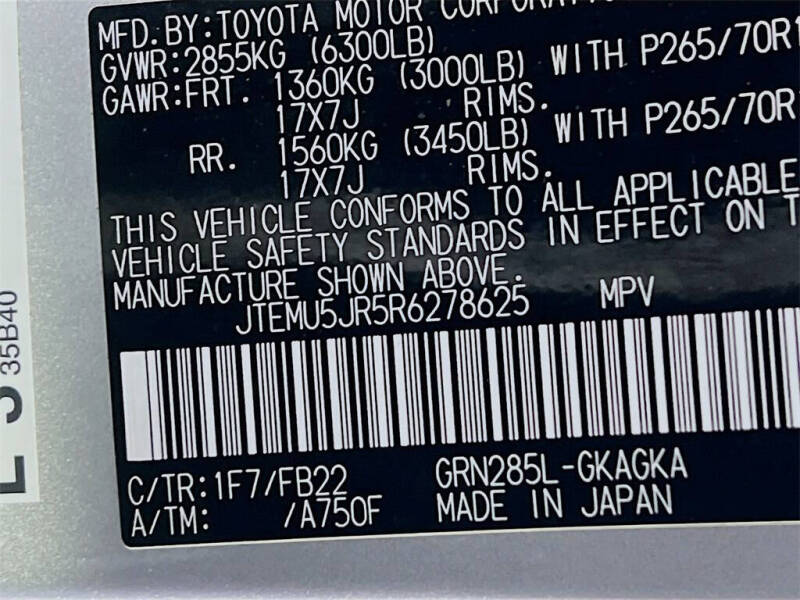 MFD. BY:TOYOTA MOTOR
GVWR:2855KG (6300LB)
GAWR:FRT. 1360KG (3000LB) WITH P265/70R1
17X7J RIMS.
RR. 1560KG (3450LB) WITH P265/70R
17X7J RIMS.
THIS VEHICLE CONFORMS TO ALL APPLICABLE
VEHICLE SAFETY STANDARDS IN EFFECT ON T
MANUFACTURE SHOWN ABOVE.
JTEMU5JR5R6278625 MPV
C/TR:1F7/FB22 GRN285L-GKAGKA
A/TM: /A750F MADE IN JAPAN
35B40